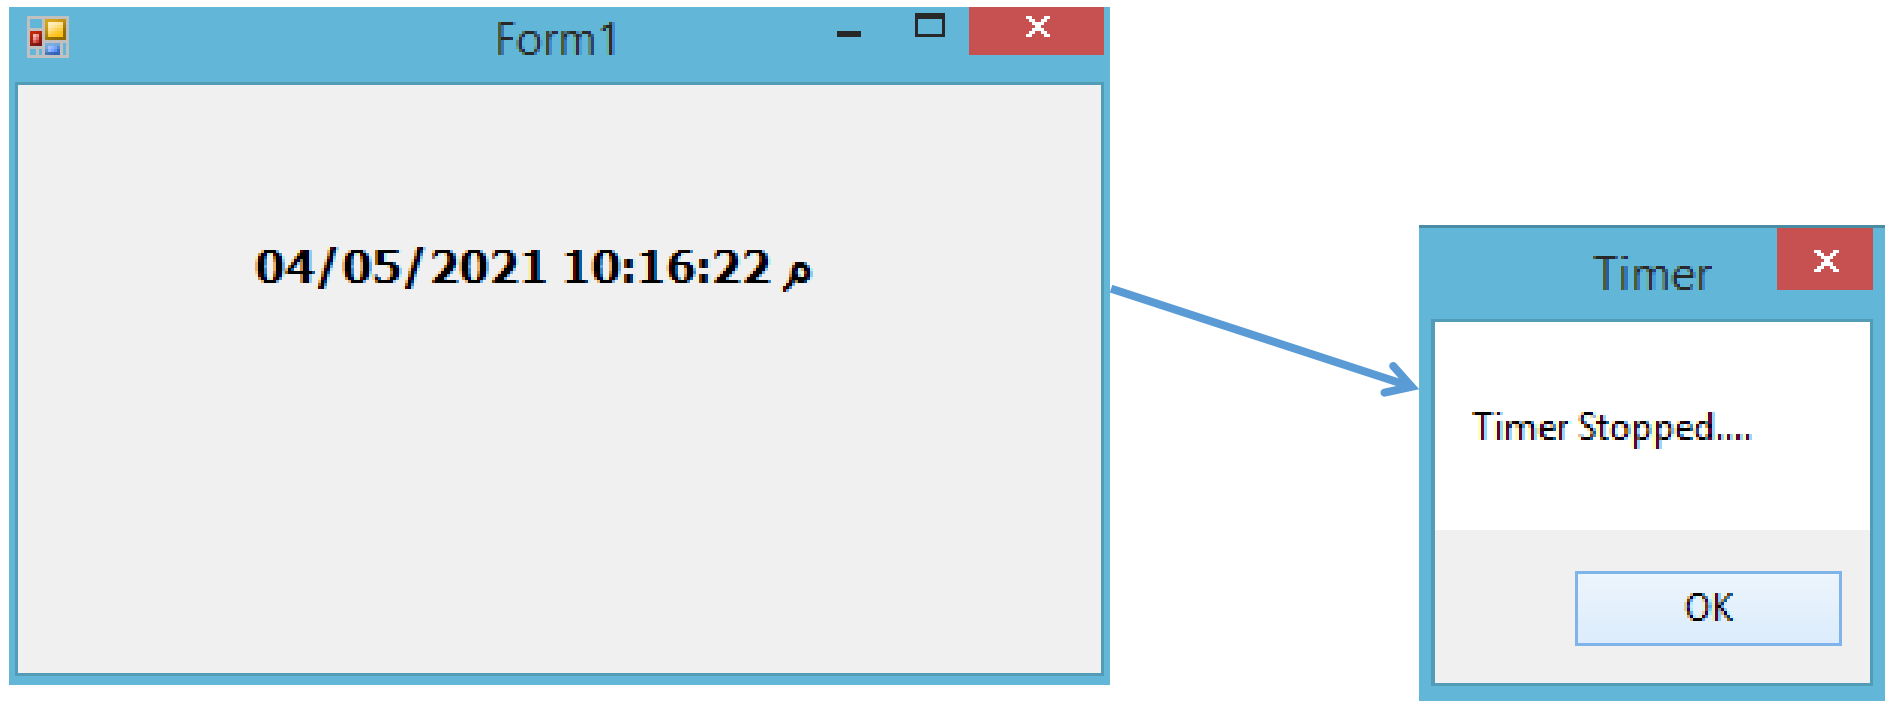 Form1
04/05/2021 10:16:22 م
Timer
Timer Stopped....
OK